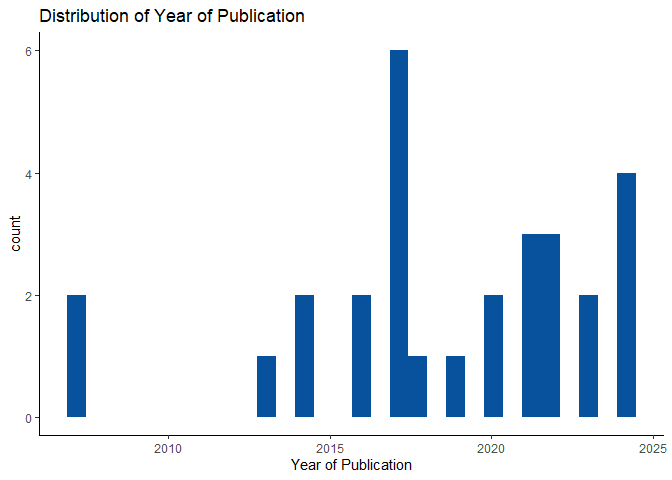 Distribution of Year of Publication
6
4
2
0
count
2010 2015 2020 2025
Year of Publication